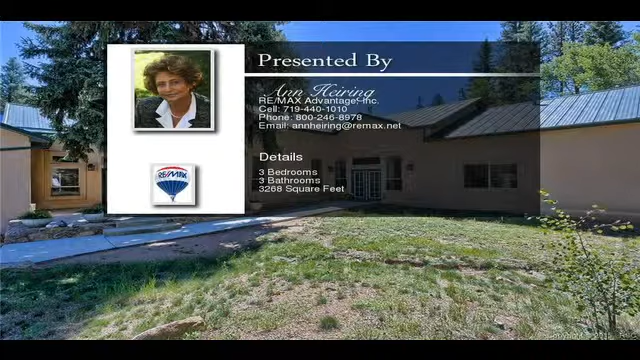 Presented By
Ann Heiring
RE/MAX Advantage, Inc.
Cell: 719-440-1010
Phone: 800-246-8978
Email: annheiring@remax.net
Details
3 Bedrooms
3 Bathrooms
3268 Square Feet
RE/MAX
Copyright